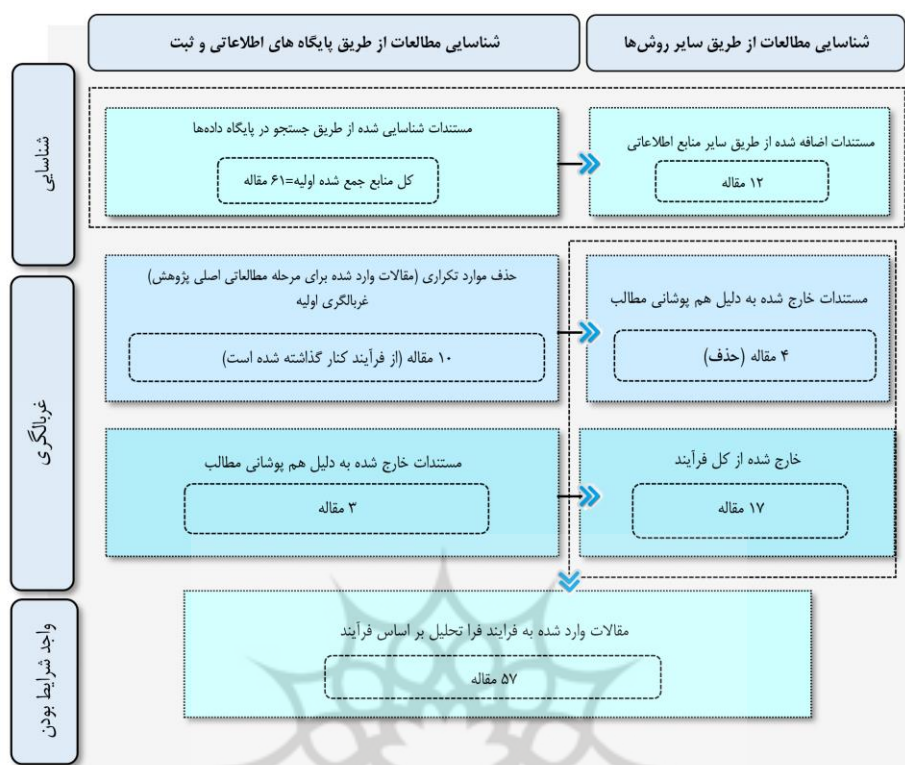 شناسایی مطالعات از طریق سایر روش‌ها
شناسایی مطالعات از طریق پایگاه های اطلاعاتی و ثبت
شناسایی
مستندات اضافه شده از طریق سایر منابع اطلاعاتی
۱۲ مقاله
مستندات شناسایی شده از طریق جستجو در پایگاه داده‌ها
کل منابع جمع شده اولیه=۶۱ مقاله
غربالگری
مستندات خارج شده به دلیل هم پوشانی مطالب
۴ مقاله (حذف)
حذف موارد تکراری (مقالات وارد شده برای مرحله مطالعاتی اصلی پژوهش)
غربالگری اولیه
۱۰ مقاله (از فرآیند کنار گذاشته شده است)
خارج شده از کل فرآیند
۱۷ مقاله
مستندات خارج شده به دلیل هم پوشانی مطالب
۳ مقاله
واجد شرایط بودن
مقالات وارد شده به فرایند فرا تحلیل بر اساس فرآیند
۵۷ مقاله